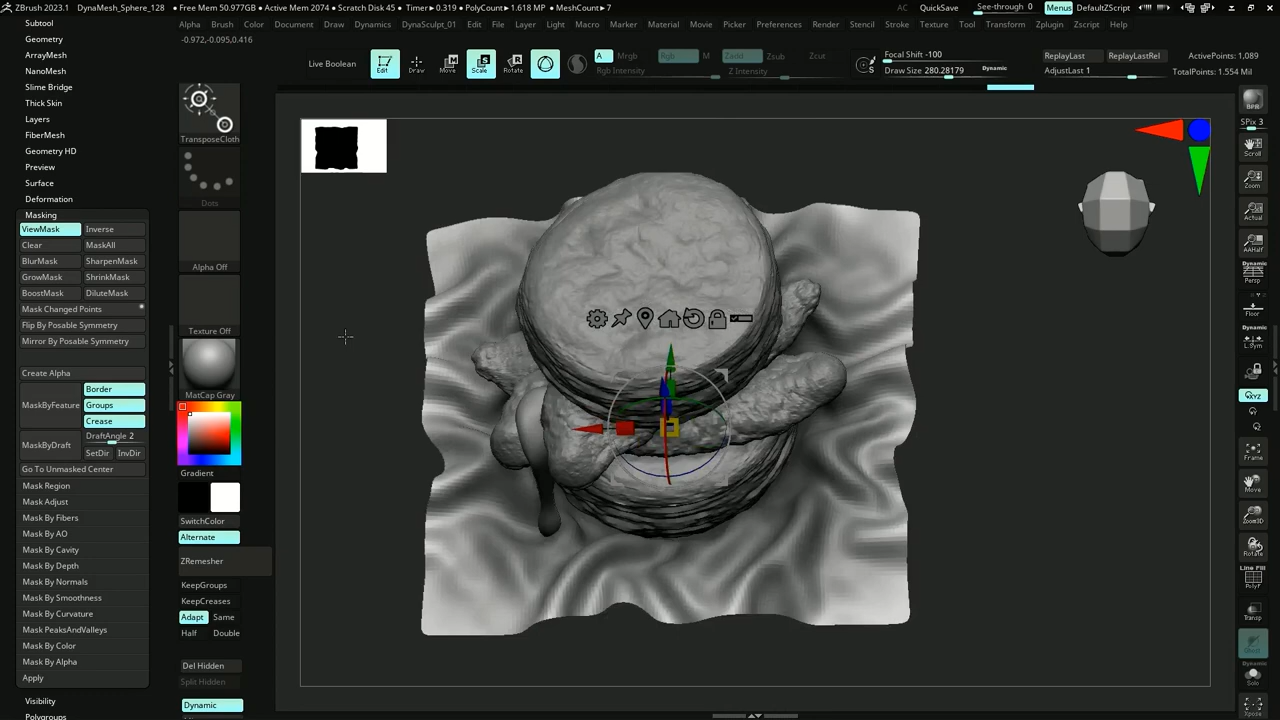 ZBrush 2023.1 DynaMesh_Sphere_128 • Free Mem 50.977GB • Active Mem 2074 • Scratch Disk 45 • Timer▸0.319 • PolyCount▸1.618 MP • MeshCount▸7
AC QuickSave See-through 0 Menus DefaultZScript
Alpha Brush Color Document Draw Dynamics DynaSculpt_01 Edit File Layer Light Macro Marker Material Movie Picker Preferences Render Stencil Stroke Texture Tool Transform Zplugin Zscript Help
-0.972,-0.095,0.416
Live Boolean
Edit
Draw
Move
Scale
Rotate
A
Mrgb
Rgb
M
Zadd
Zsub
Zcut
Rgb Intensity
Z Intensity
S
Focal Shift -100
Draw Size 280.28179
Dynamic
ReplayLast
ReplayLastRel
AdjustLast 1
ActivePoints: 1,089
TotalPoints: 1.554 Mil
Subtool
Geometry
ArrayMesh
NanoMesh
Slime Bridge
Thick Skin
Layers
FiberMesh
Geometry HD
Preview
Surface
Deformation
Masking
ViewMask
Inverse
Clear
MaskAll
BlurMask
SharpenMask
GrowMask
ShrinkMask
BoostMask
DiluteMask
Mask Changed Points
Flip By Posable Symmetry
Mirror By Posable Symmetry
Create Alpha
MaskByFeature
Border
Groups
Crease
MaskByDraft
DraftAngle 2
SetDir
InvDir
Go To Unmasked Center
Mask Region
Mask Adjust
Mask By Fibers
Mask By AO
Mask By Cavity
Mask By Depth
Mask By Normals
Mask By Smoothness
Mask By Curvature
Mask PeaksAndValleys
Mask By Color
Mask By Alpha
Apply
Visibility
Polygroups
TransposeCloth
Dots
Alpha Off
Texture Off
MatCap Gray
Gradient
SwitchColor
Alternate
ZRemesher
KeepGroups
KeepCreases
Adapt
Same
Half
Double
Del Hidden
Split Hidden
Dynamic
BPR
SPix 3
Scroll
Zoom
Actual
AAHalf
Dynamic
Persp
Floor
Dynamic
L.Sym
Xyz
Frame
Move
Zoom3D
Rotate
Line Fill
PolyF
Transp
Ghost
Dynamic
Solo
Xpose